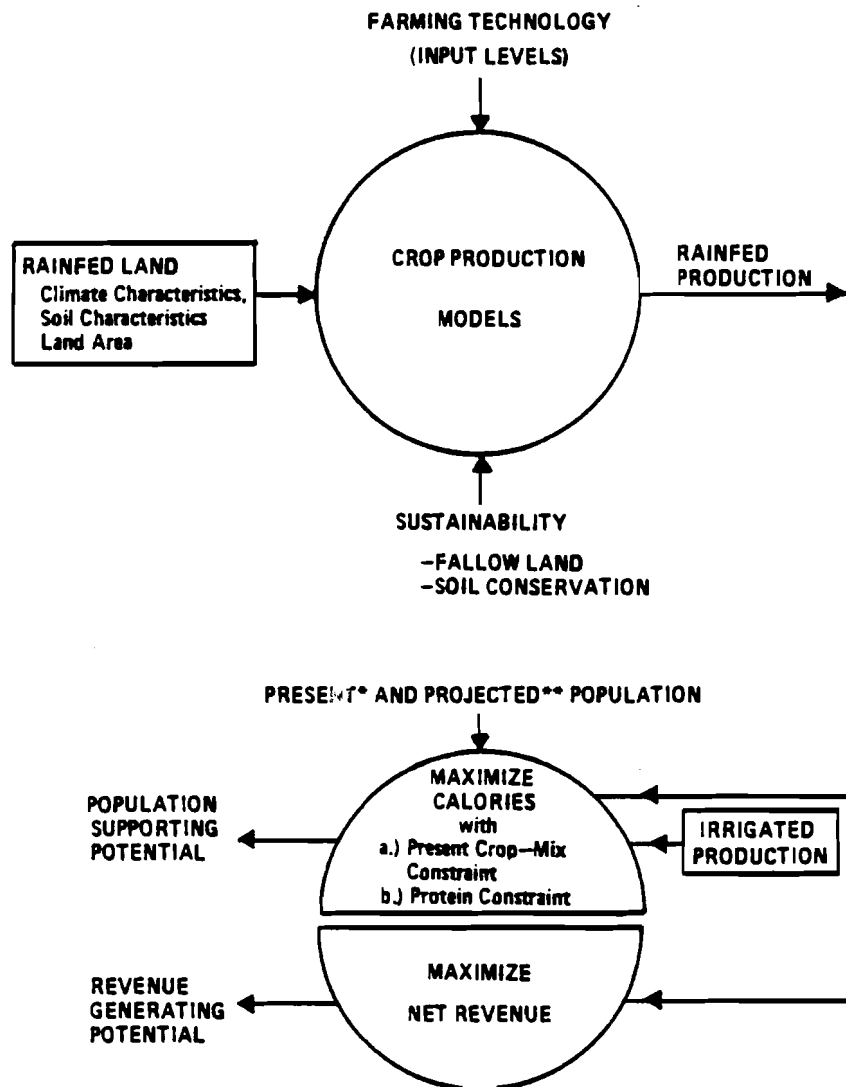 FARMING TECHNOLOGY
(INPUT LEVELS)
RAINFED LAND
Climate Characteristics,
Soil Characteristics
Land Area
CROP PRODUCTION
MODELS
RAINFED
PRODUCTION
SUSTAINABILITY
-FALLOW LAND
-SOIL CONSERVATION
PRESENT* AND PROJECTED** POPULATION
MAXIMIZE
CALORIES
with
a.) Present Crop-Mix
Constraint
b.) Protein Constraint
POPULATION
SUPPORTING
POTENTIAL
IRRIGATED
PRODUCTION
MAXIMIZE
NET REVENUE
REVENUE
GENERATING
POTENTIAL